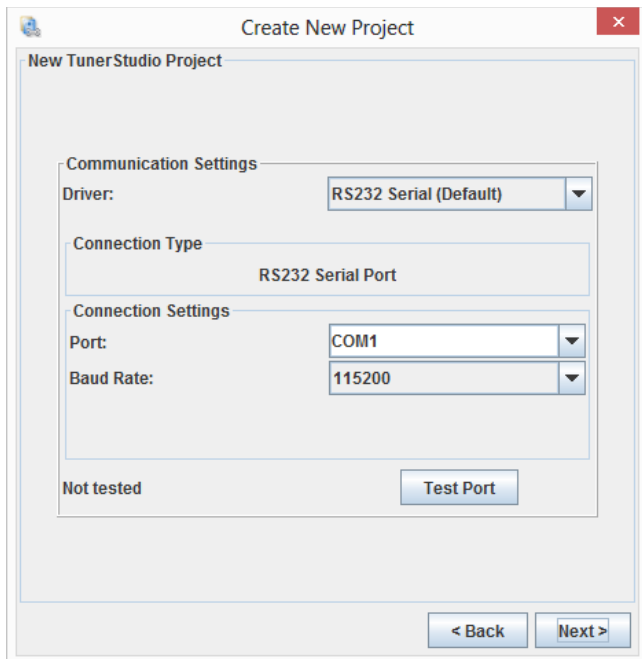 Create New Project
×
New TunerStudio Project
Communication Settings
Driver: RS232 Serial (Default)
Connection Type
RS232 Serial Port
Connection Settings
Port: COM1
Baud Rate: 115200
Not tested Test Port
< Back Next >